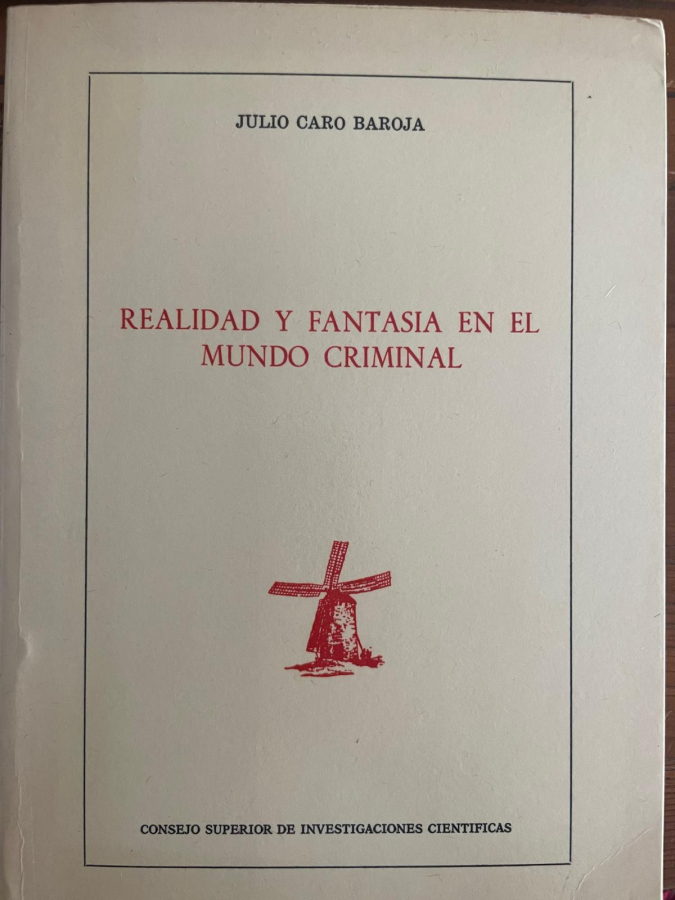 JULIO CARO BAROJA
REALIDAD Y FANTASIA EN EL
MUNDO CRIMINAL
CONSEJO SUPERIOR DE INVESTIGACIONES CIENTIFICAS